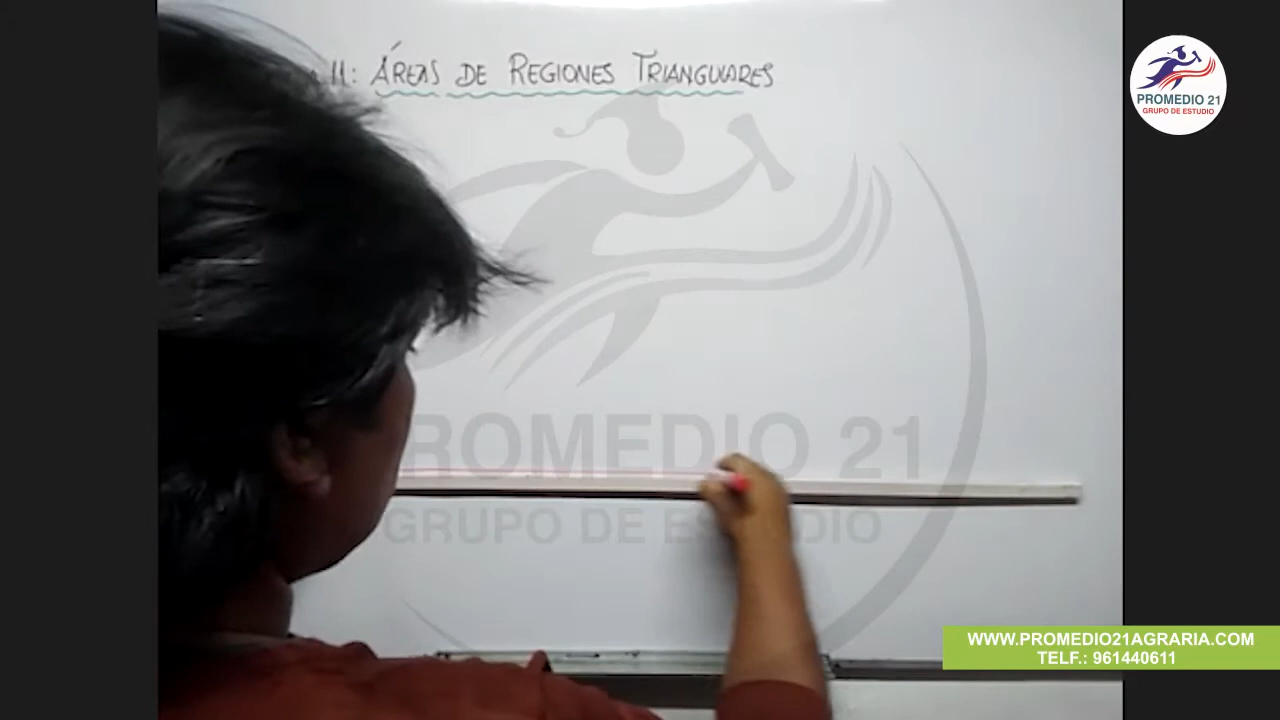 11: ÁREAS DE REGIONES TRIANGULARES
PROMEDIO 21
GRUPO DE ESTUDIO
PROMEDIO 21
GRUPO DE ESTUDIO
WWW.PROMEDIO21AGRARIA.COM
TELF.: 961440611